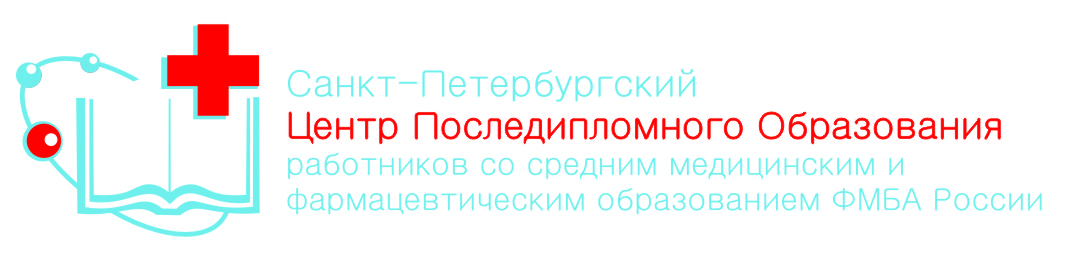 Санкт-Петербургский
Центр Последипломного Образования
работников со средним медицинским и
фармацевтическим образованием ФМБА России